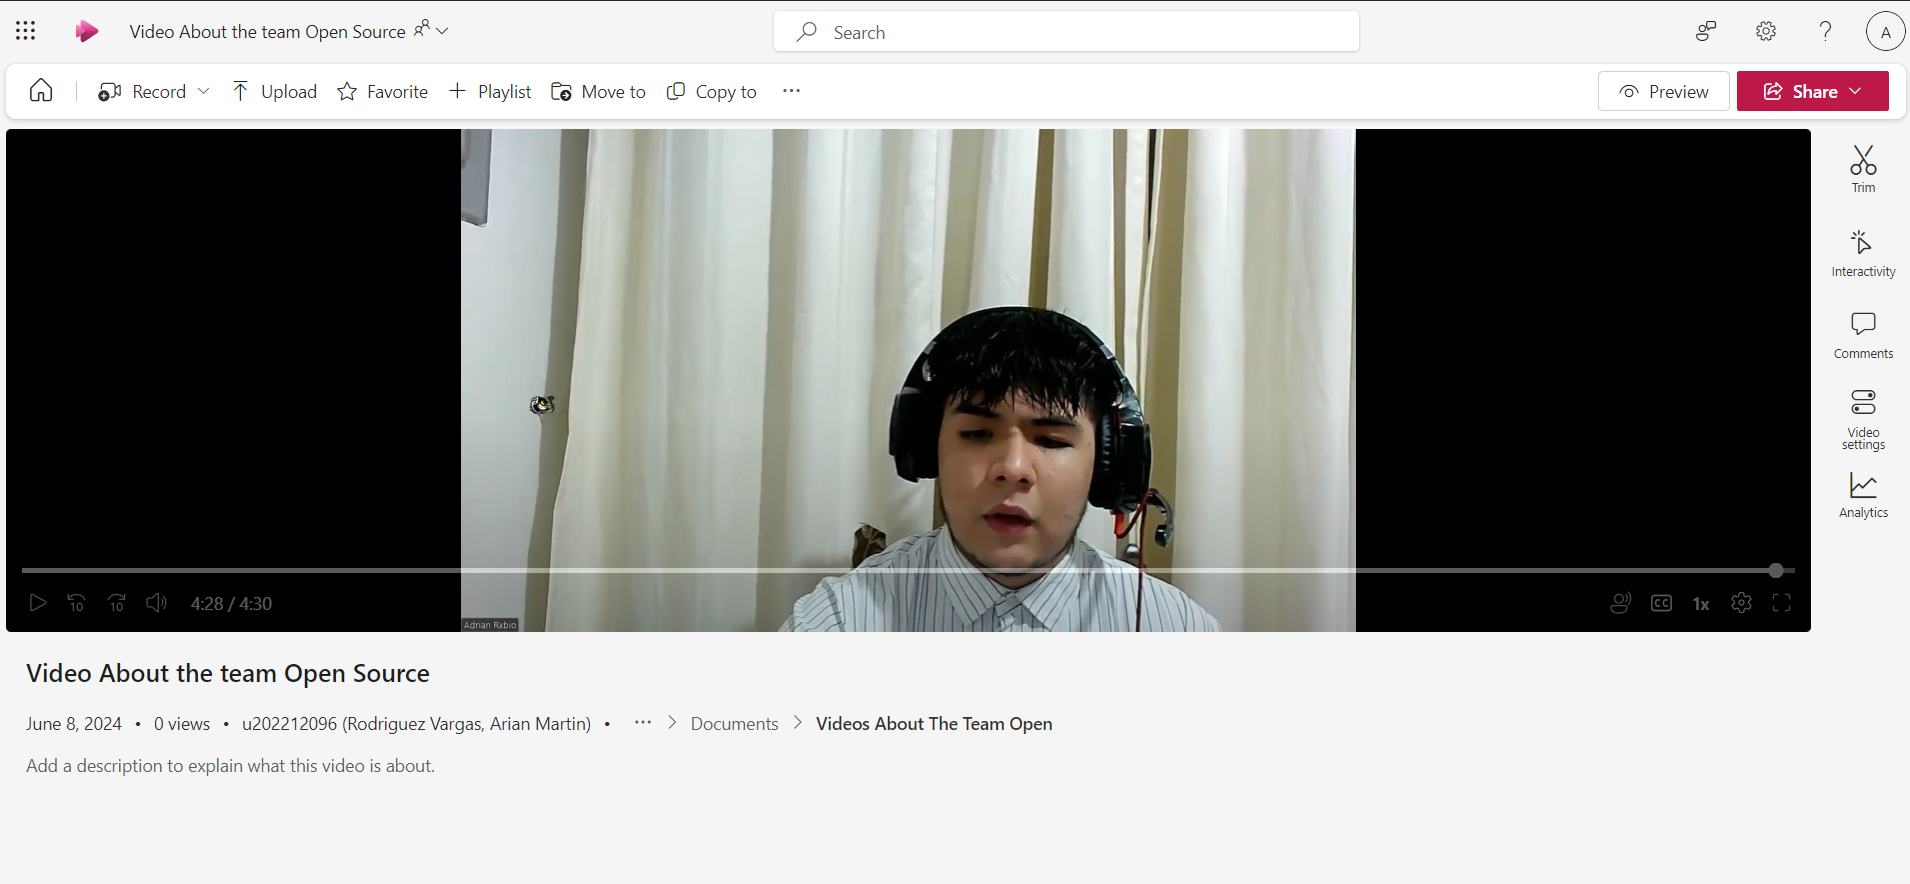 Video About the team Open Source
Search
A
Record
Upload
Favorite
Playlist
Move to
Copy to
Preview
Share
Trim
Interactivity
Comments
Video
settings
Analytics
10
10
4:28 / 4:30
CC
1x
Adrian Rxbio
Video About the team Open Source
June 8, 2024 • 0 views • u202212096 (Rodriguez Vargas, Arian Martin) • ··· > Documents > Videos About The Team Open
Add a description to explain what this video is about.